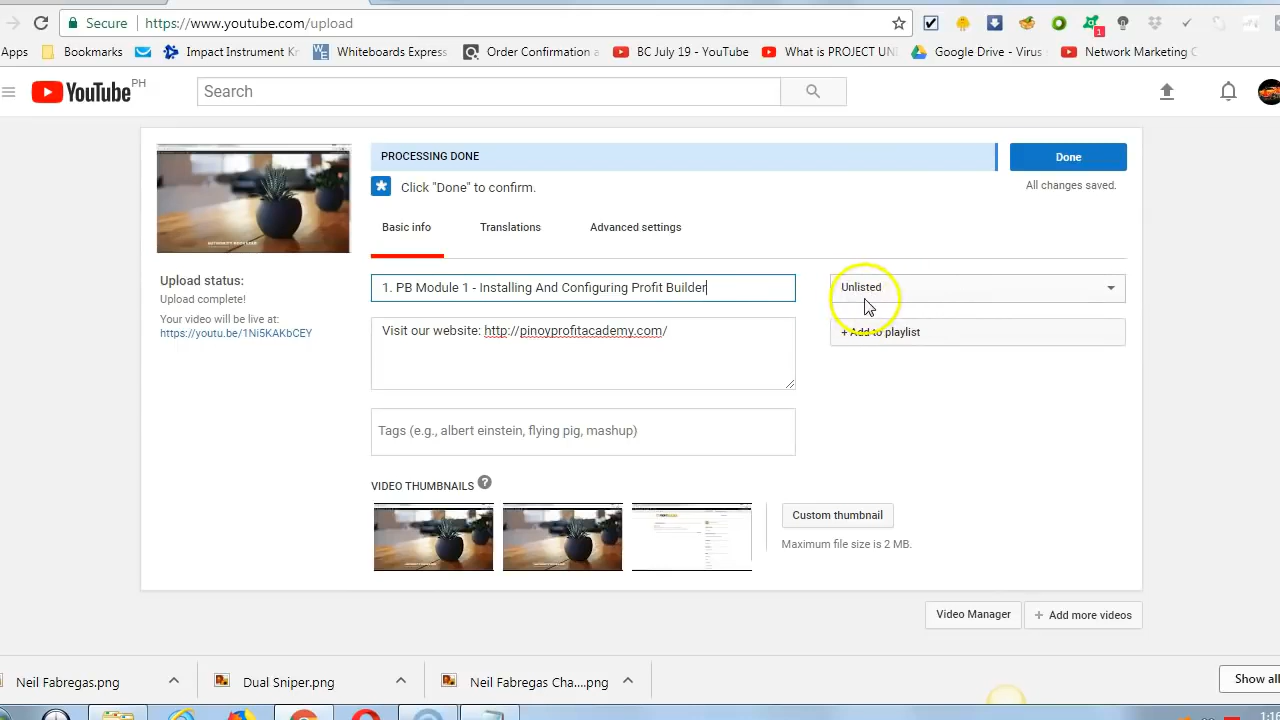 Secure https://www.youtube.com/upload
1
Apps Bookmarks Impact Instrument Kr Whiteboards Express Order Confirmation a BC July 19 - YouTube What is PROJECT UNI Google Drive - Virus Network Marketing C
YouTube PH Search
PROCESSING DONE Done
Click "Done" to confirm. All changes saved.
Basic info Translations Advanced settings
Upload status:
Upload complete!
Your video will be live at:
https://youtu.be/1Ni5KAKbCEY
1. PB Module 1 - Installing And Configuring Profit Builder
Unlisted
Visit our website: http://pinoyprofitacademy.com/
+ Add to playlist
Tags (e.g., albert einstein, flying pig, mashup)
VIDEO THUMBNAILS ?
Custom thumbnail
Maximum file size is 2 MB.
Video Manager + Add more videos
Neil Fabregas.png Dual Sniper.png Neil Fabregas Cha....png Show all